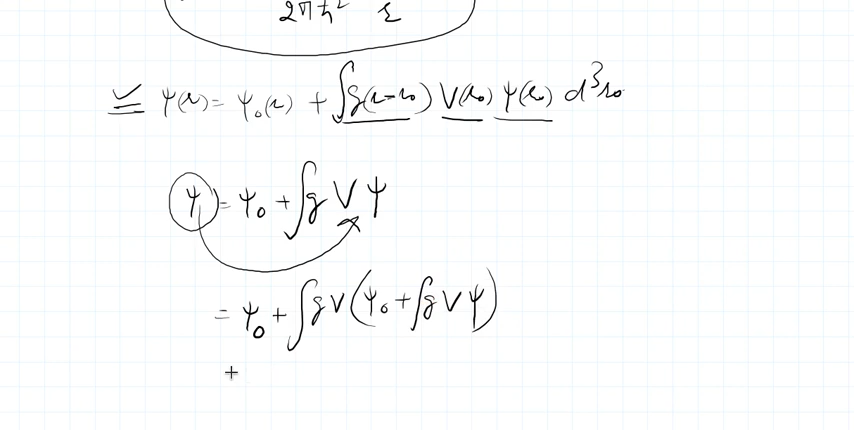 2πħ² r
ψ(r) = ψ₀(r) + ∫g(r-r₀) V(r₀) ψ(r₀) d³r₀
ψ = ψ₀ + ∫g V ψ
= ψ₀ + ∫g V (ψ₀ + ∫g V ψ)
+